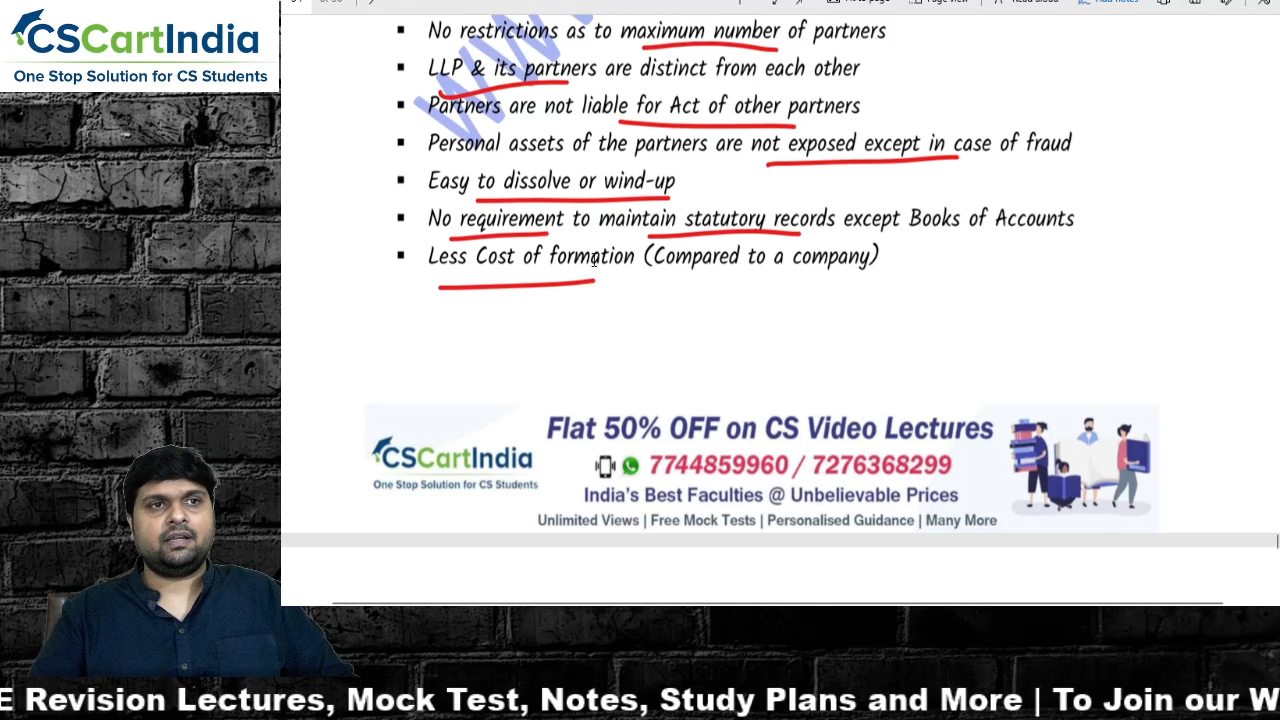 CSCartIndia
One Stop Solution for CS Students
No restrictions as to maximum number of partners
LLP & its partners are distinct from each other
Partners are not liable for Act of other partners
Personal assets of the partners are not exposed except in case of fraud
Easy to dissolve or wind-up
No requirement to maintain statutory records except Books of Accounts
Less Cost of formation (Compared to a company)
Flat 50% OFF on CS Video Lectures
CSCartIndia
One Stop Solution for CS Students
7744859960 / 7276368299
India's Best Faculties @ Unbelievable Prices
Unlimited Views | Free Mock Tests | Personalised Guidance | Many More
E Revision Lectures, Mock Test, Notes, Study Plans and More | To Join our W